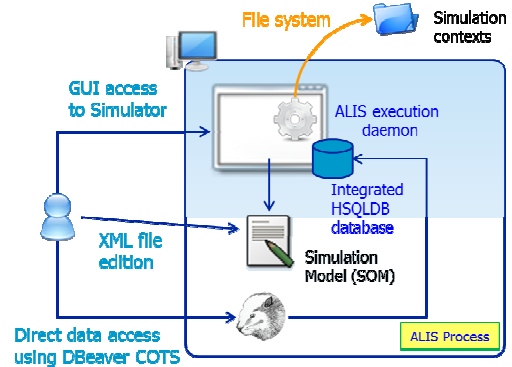 File system
Simulation
contexts
GUI access
to Simulator
ALIS execution
daemon
Integrated
HSQLDB
database
XML file
edition
Simulation
Model (SOM)
Direct data access
using DBeaver COTS
ALIS Process